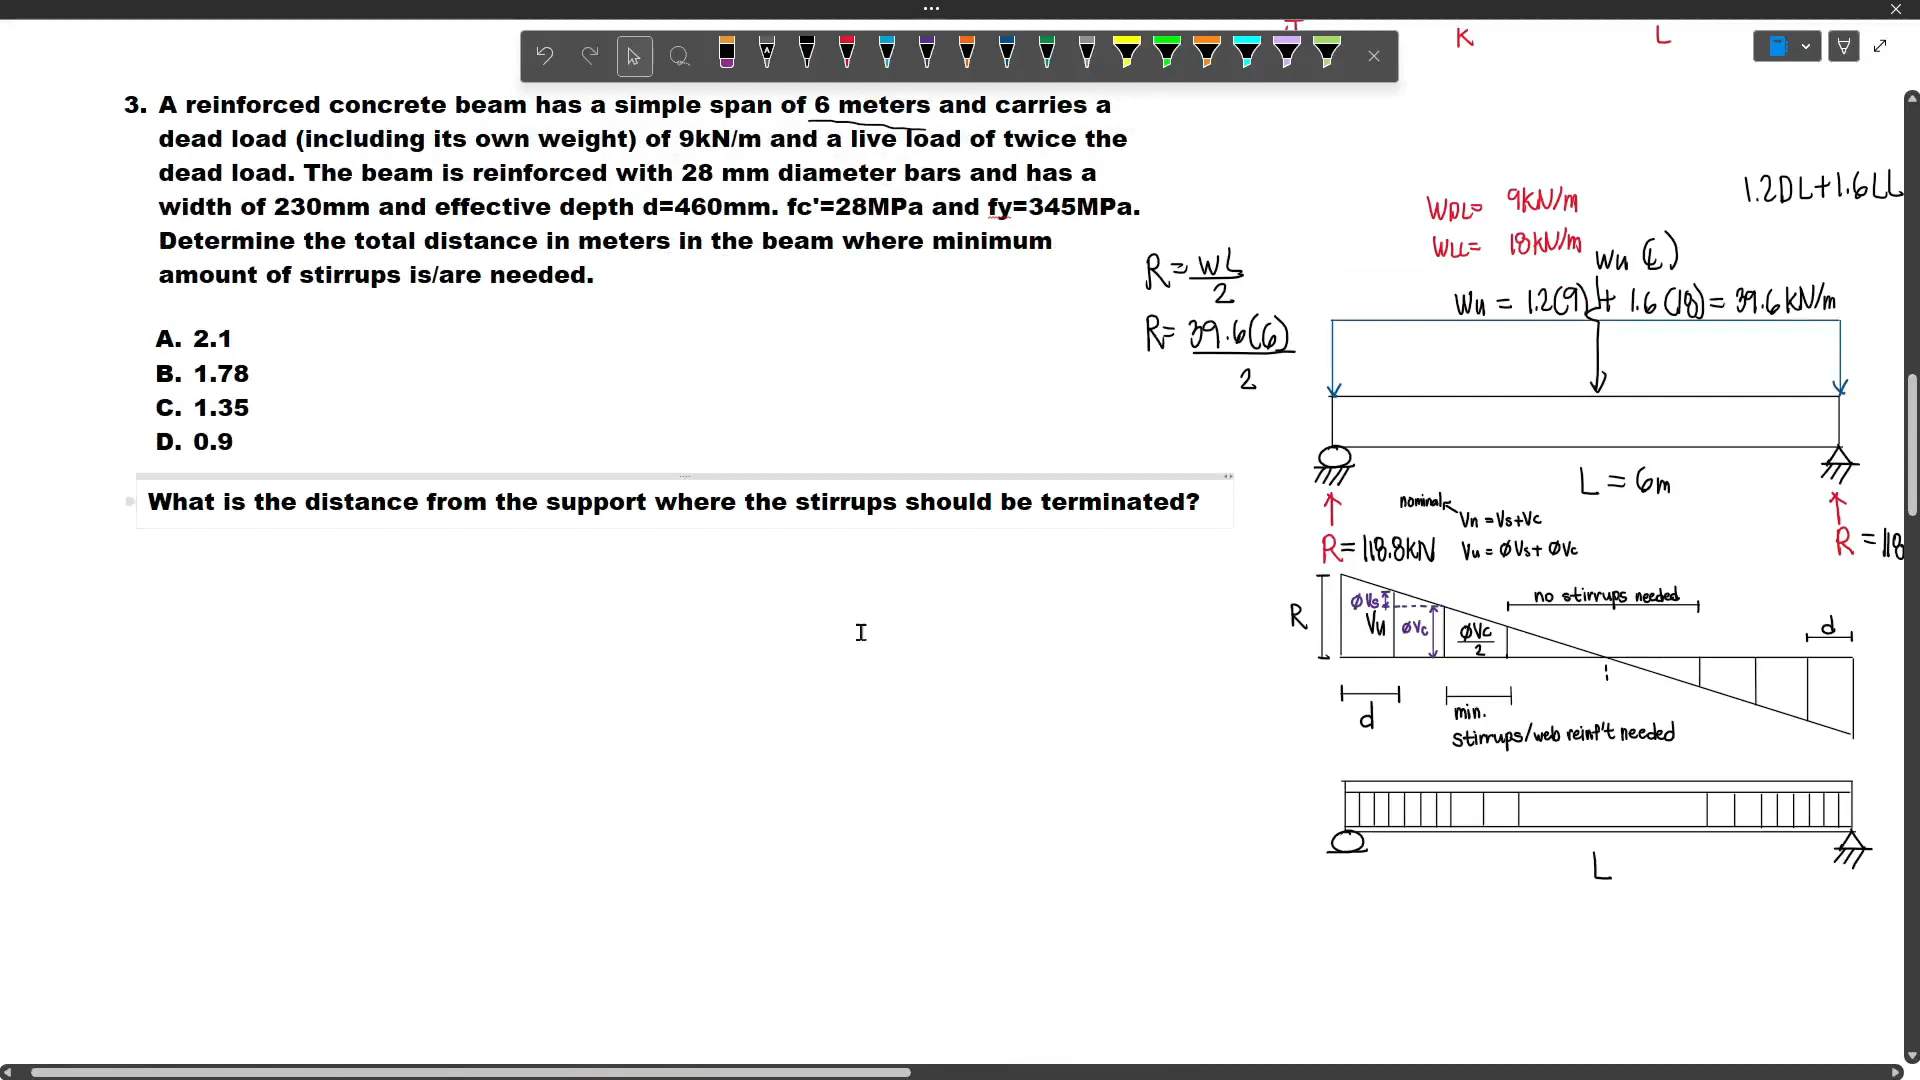 K
L
3. A reinforced concrete beam has a simple span of 6 meters and carries a
dead load (including its own weight) of 9kN/m and a live load of twice the
dead load. The beam is reinforced with 28 mm diameter bars and has a
width of 230mm and effective depth d=460mm. fc'=28MPa and fy=345MPa.
Determine the total distance in meters in the beam where minimum
amount of stirrups is/are needed.
A. 2.1
B. 1.78
C. 1.35
D. 0.9
What is the distance from the support where the stirrups should be terminated?
1.2DL+1.6LL
WDL= 9kN/m
WLL= 18kN/m
Wu (L)
R = WL
2
R = 39.6(6)
2
Wu = 1.2(9) + 1.6(18) = 39.6 kN/m
L = 6m
nominal
Vn = Vs+Vc
Vu = ØVs + ØVc
R = 118.8kN
R = 118
R
ØVs
Vu
ØVc
ØVc
2
no stirrups needed
d
d
min.
stirrups/web reinf't needed
L